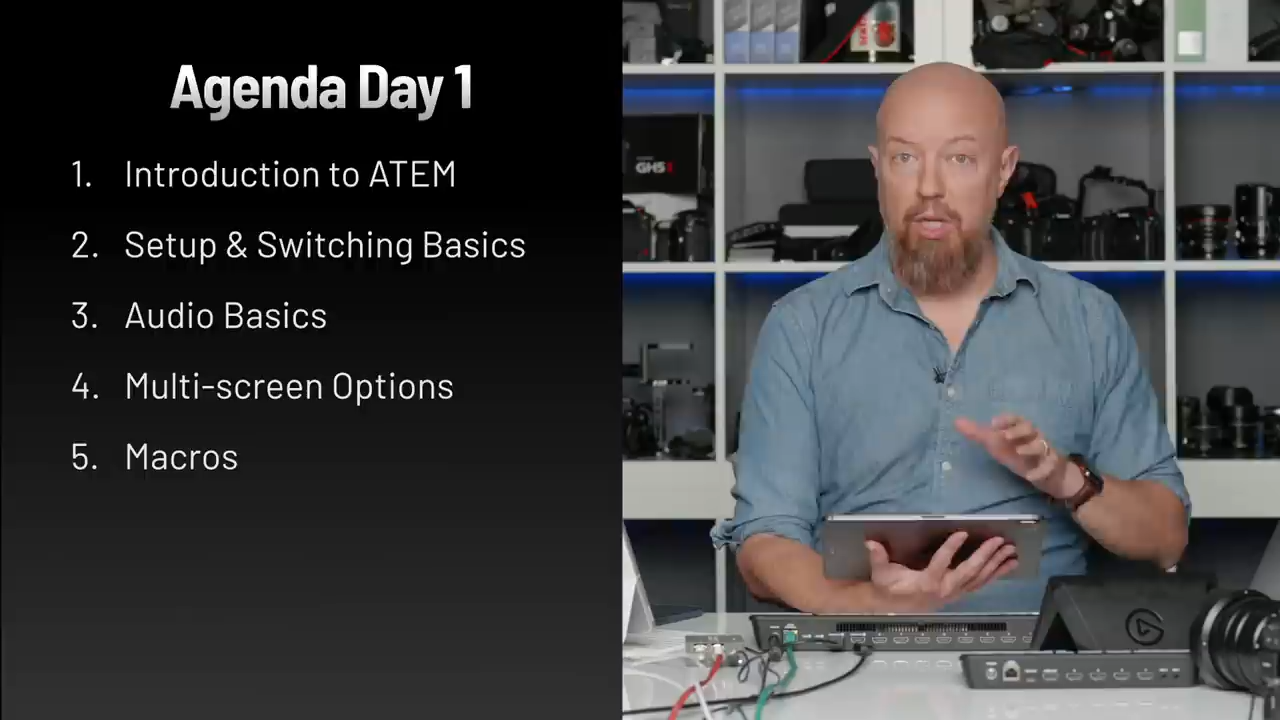 Agenda Day 1
1. Introduction to ATEM
2. Setup & Switching Basics
3. Audio Basics
4. Multi-screen Options
5. Macros
GH5